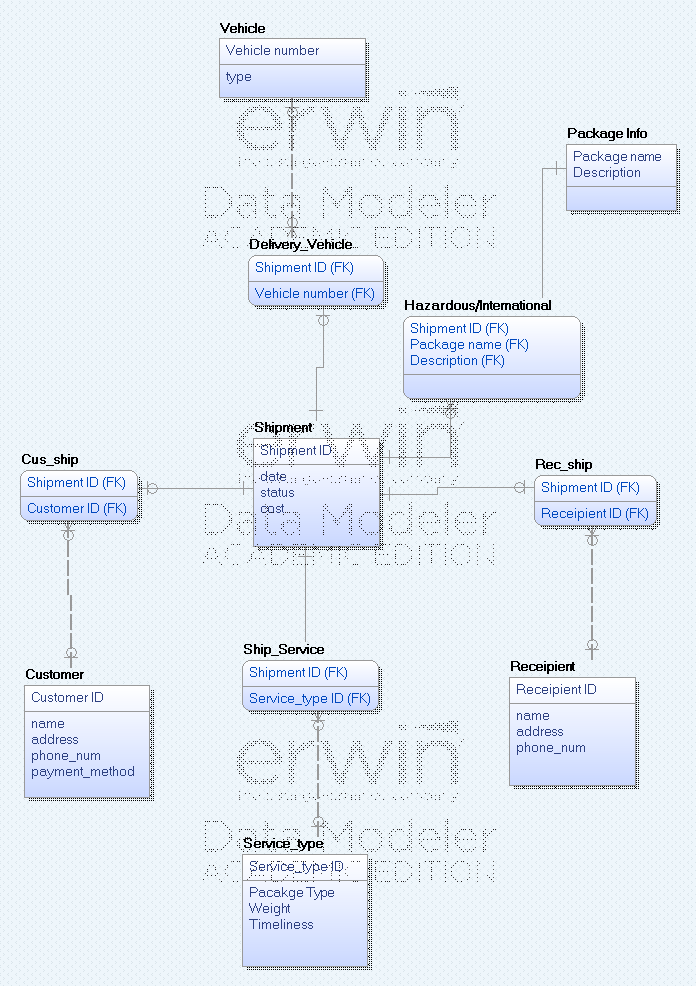 Vehicle
Vehicle number
type
erwin
Package Info
Package name
Description
Data Modeler
ACADEMIC EDITION
Delivery_Vehicle
Shipment ID (FK)
Vehicle number (FK)
Hazardous/International
Shipment ID (FK)
Package name (FK)
Description (FK)
erwin
Shipment
Shipment ID
date
status
cost
Cus_ship
Shipment ID (FK)
Customer ID (FK)
Rec_ship
Shipment ID (FK)
Receipient ID (FK)
Data Modeler
ACADEMIC EDITION
Ship_Service
Shipment ID (FK)
Service_type ID (FK)
Customer
Customer ID
name
address
phone_num
payment_method
Receipient
Receipient ID
name
address
phone_num
erwin
Data Modeler
ACADEMIC EDITION
Service_type
Service_type ID
Pacakge Type
Weight
Timeliness